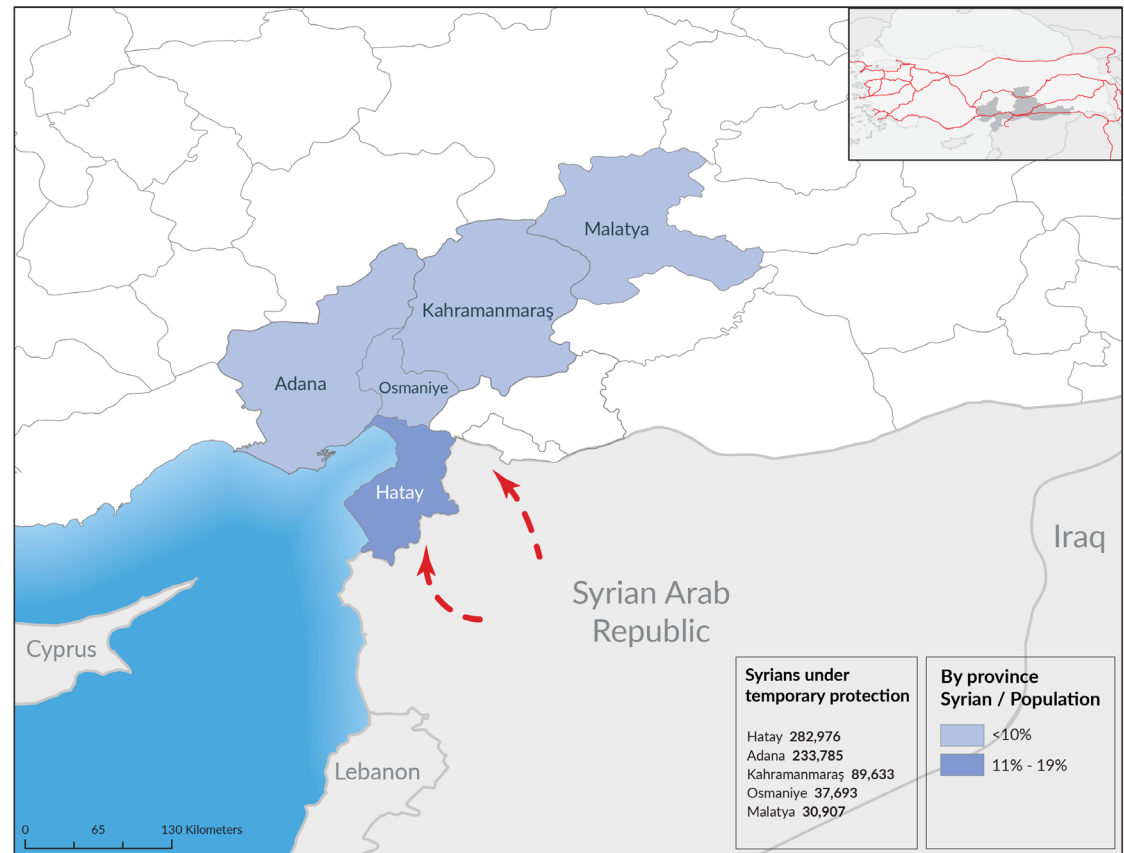 Malatya
Kahramanmaraş
Adana
Osmaniye
Hatay
Iraq
Syrian Arab
Republic
Cyprus
Lebanon
Syrians under
temporary protection
Hatay 282,976
Adana 233,785
Kahramanmaraş 89,633
Osmaniye 37,693
Malatya 30,907
By province
Syrian / Population
<10%
11% - 19%
0 65 130 Kilometers